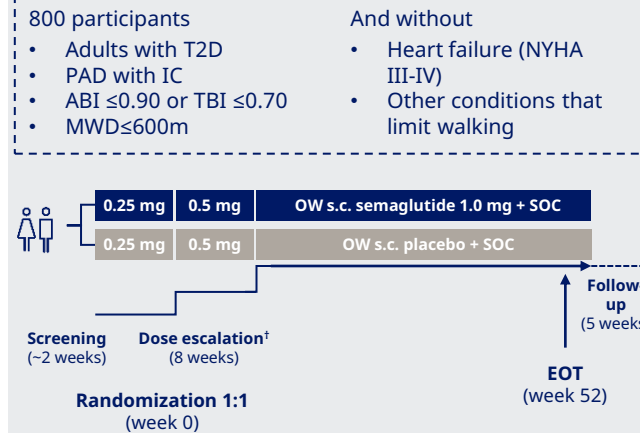 800 participants
• Adults with T2D
• PAD with IC
• ABI ≤0.90 or TBI ≤0.70
• MWD≤600m
And without
• Heart failure (NYHA
III-IV)
• Other conditions that
limit walking
0.25 mg 0.5 mg OW s.c. semaglutide 1.0 mg + SOC
0.25 mg 0.5 mg OW s.c. placebo + SOC
Follow-
up
(5 weeks
Screening
(~2 weeks)
Dose escalation†
(8 weeks)
EOT
(week 52)
Randomization 1:1
(week 0)